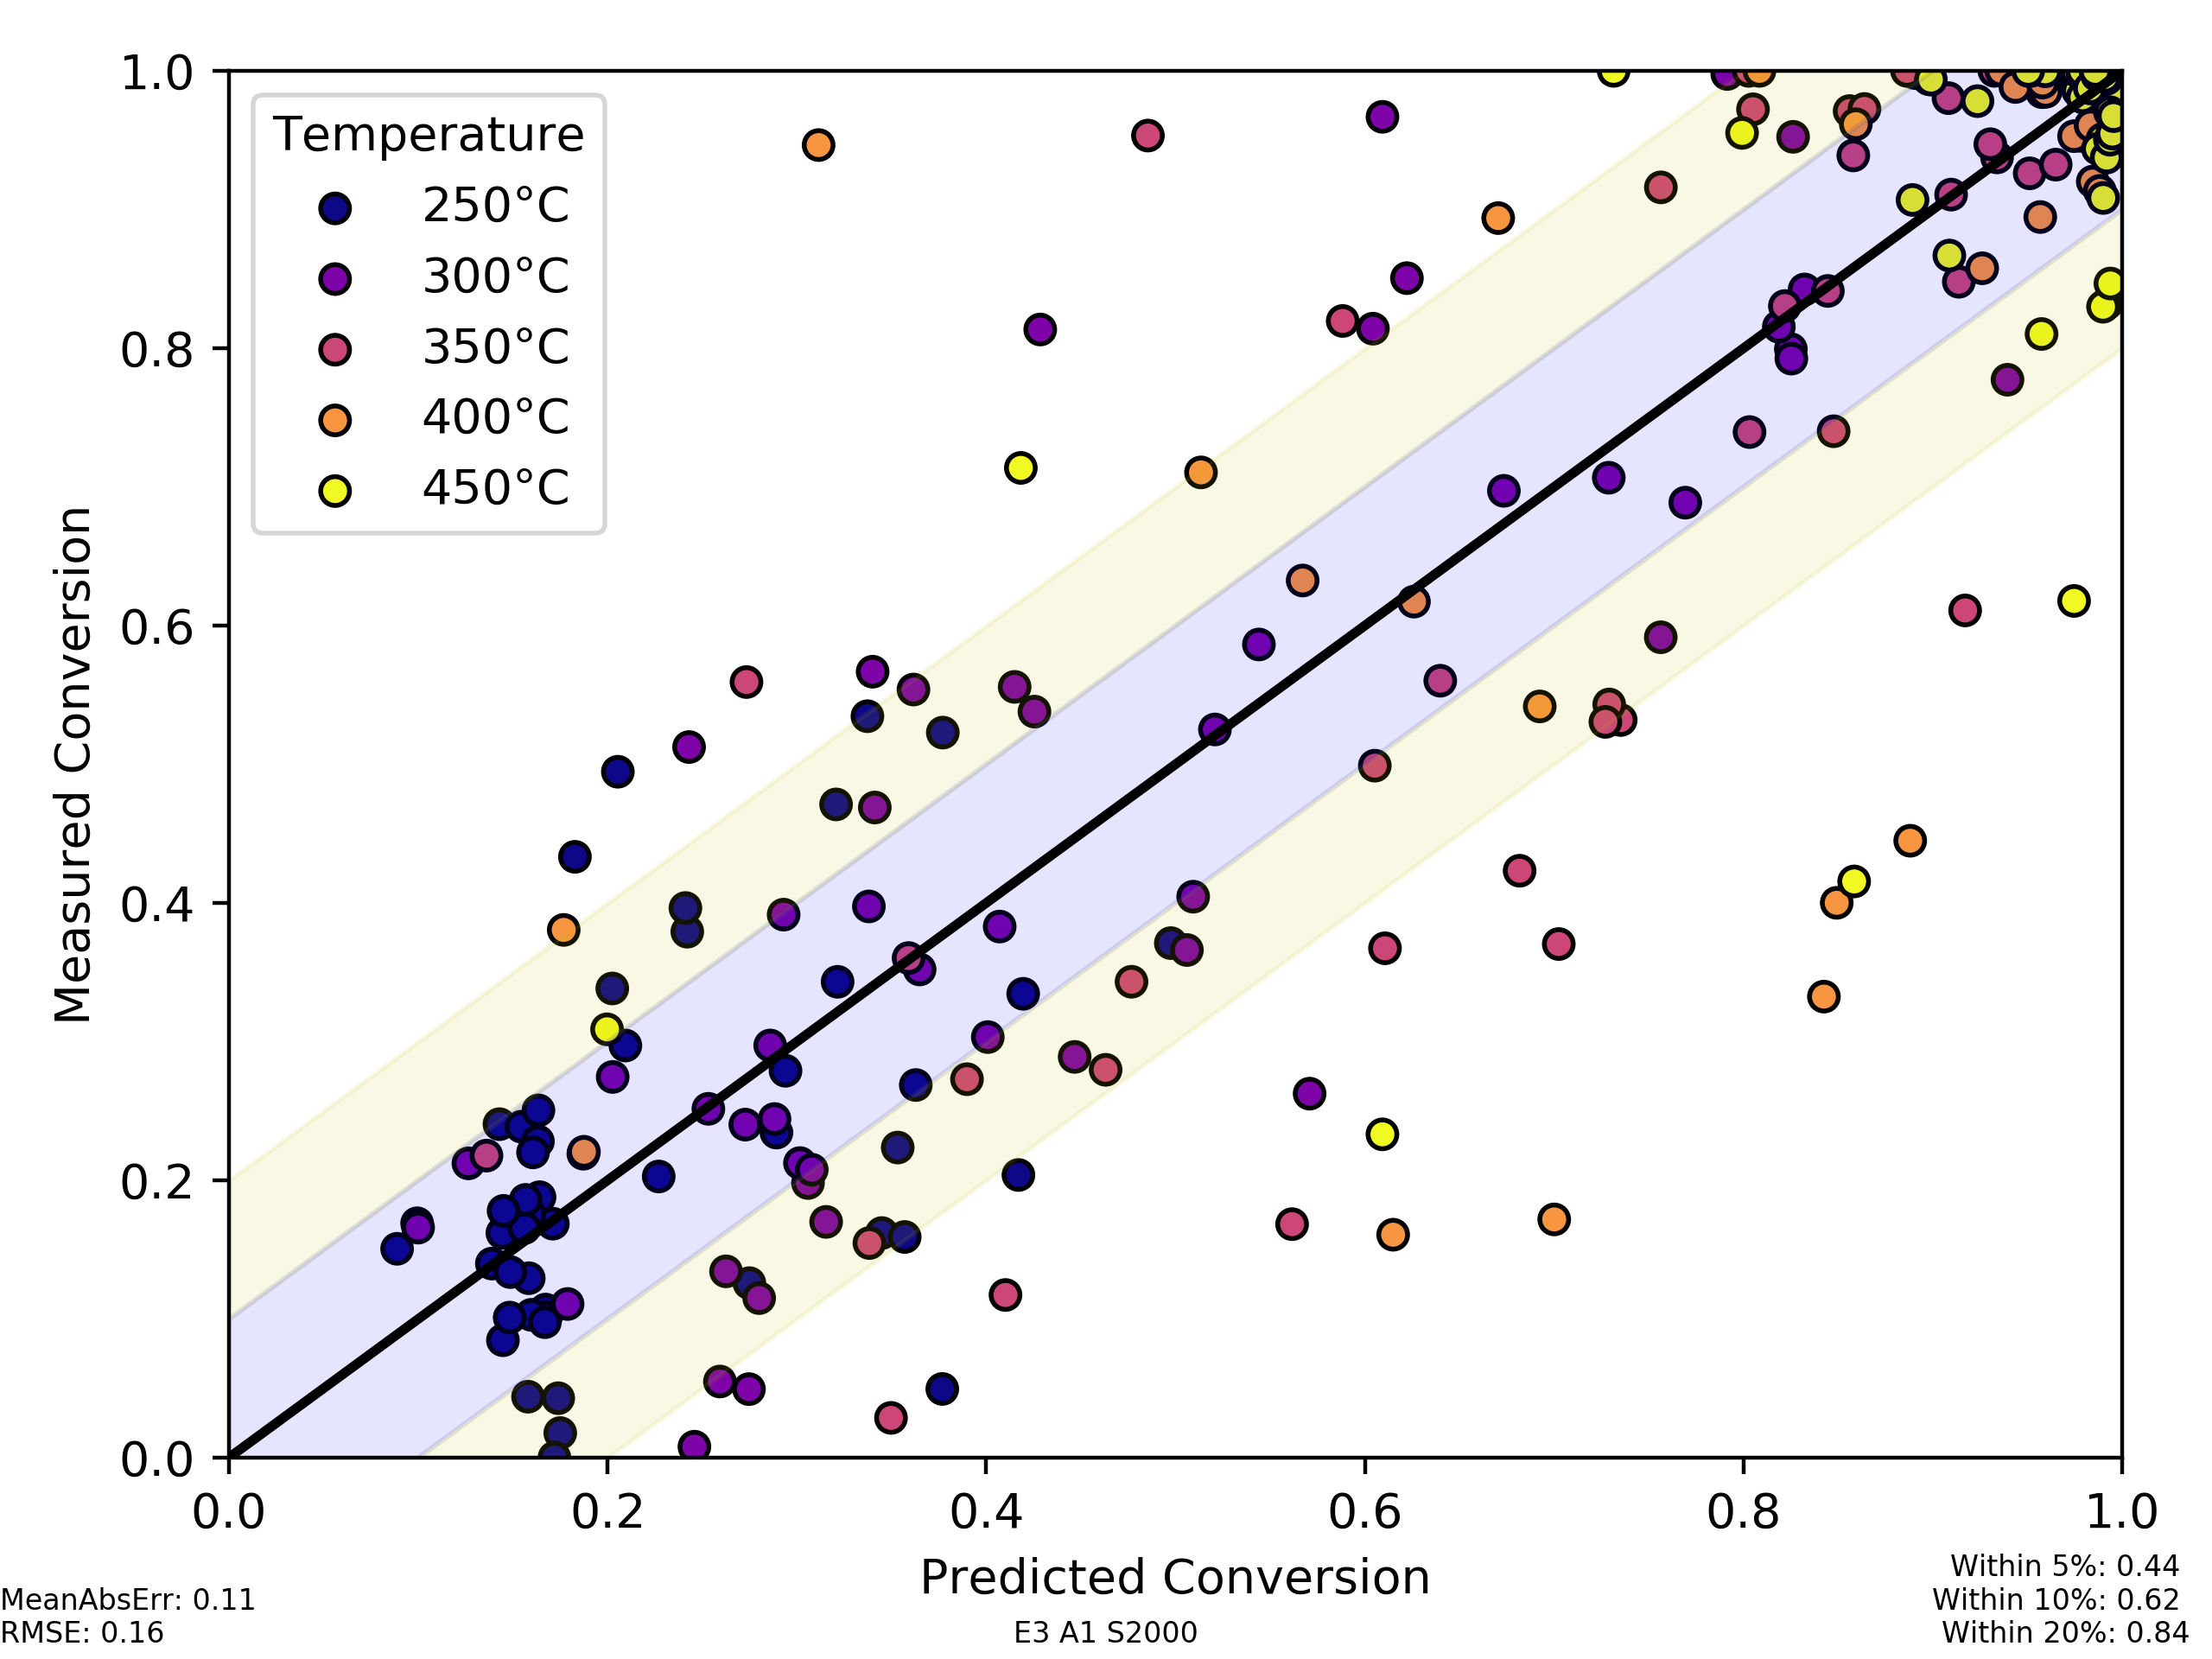 1.0
0.8
0.6
0.4
0.2
0.0
Measured Conversion
Temperature
250°C
300°C
350°C
400°C
450°C
0.0 0.2 0.4 0.6 0.8 1.0
Predicted Conversion
MeanAbsErr: 0.11
RMSE: 0.16
E3 A1 S2000
Within 5%: 0.44
Within 10%: 0.62
Within 20%: 0.84